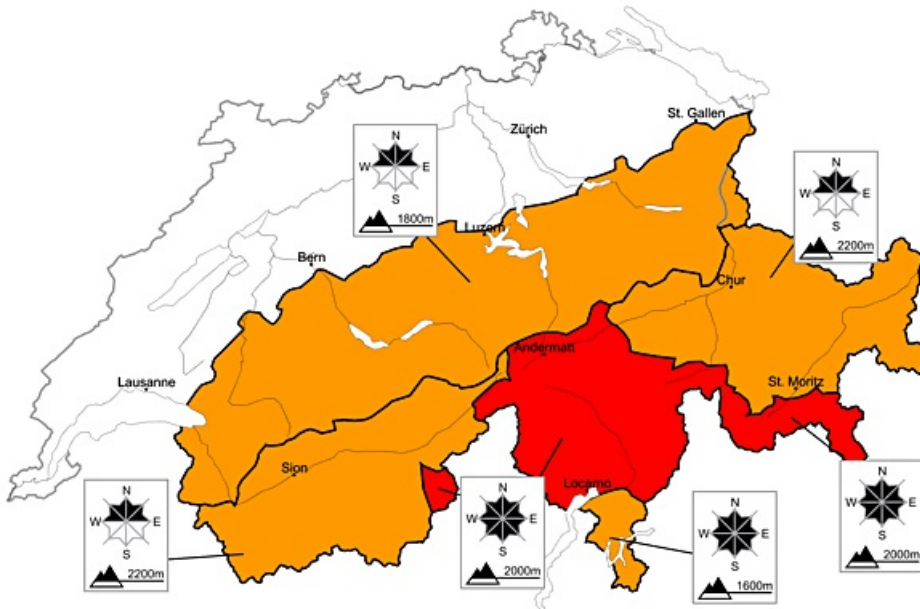 St. Gallen
Zürich
N
W E
S
1800m
N
W E
S
2200m
Luzern
Bern
Chur
Andermatt
Lausanne
St. Moritz
Sion
Locarno
N
W E
S
2200m
N
W E
S
2000m
N
W E
S
1600m
N
W E
S
2000m